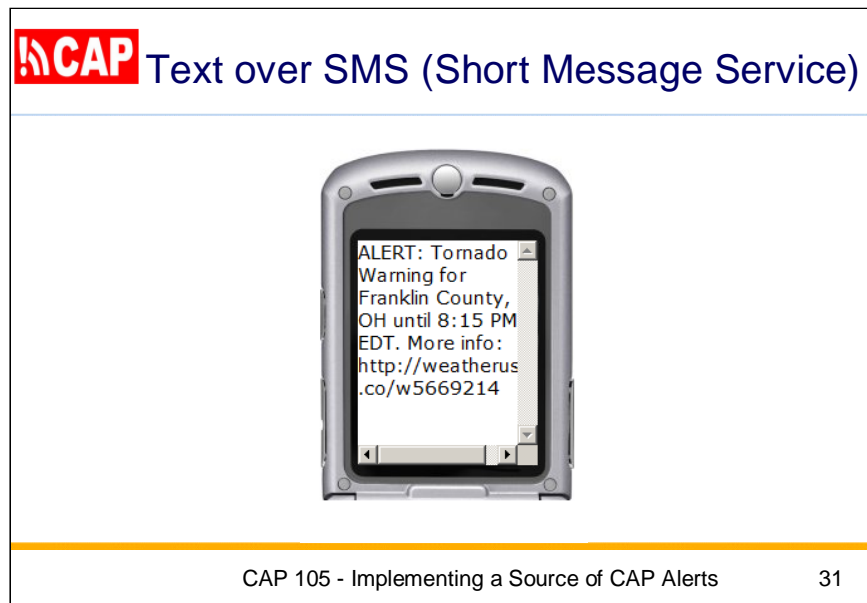 CAP Text over SMS (Short Message Service)
ALERT: Tornado
Warning for
Franklin County,
OH until 8:15 PM
EDT. More info:
http://weatherus
.co/w5669214
CAP 105 - Implementing a Source of CAP Alerts 31